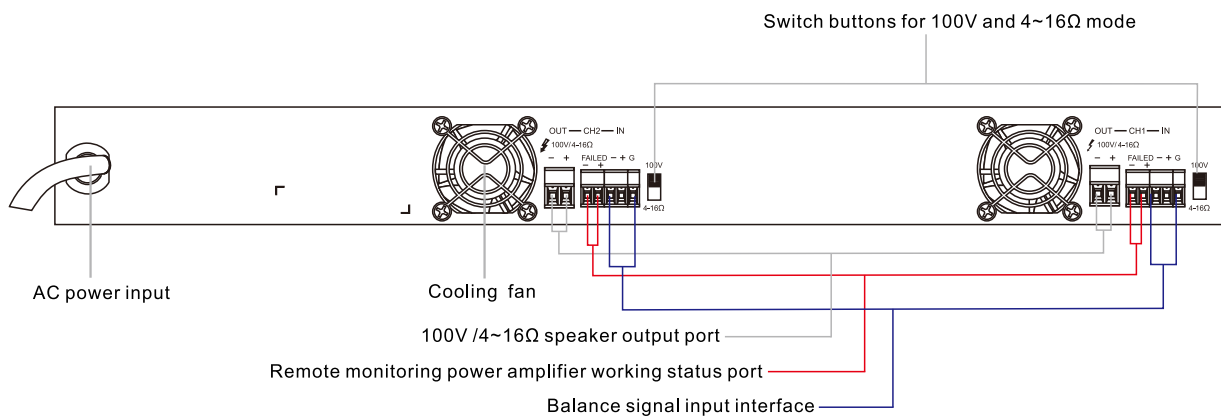 Switch buttons for 100V and 4~16Ω mode
OUT — CH2 — IN
100V/4-16Ω
− + FAILED − + G 100V
− +
4-16Ω
OUT — CH1 — IN
100V/4-16Ω
− + FAILED − + G 100V
− +
4-16Ω
AC power input
Cooling fan
100V /4~16Ω speaker output port
Remote monitoring power amplifier working status port
Balance signal input interface